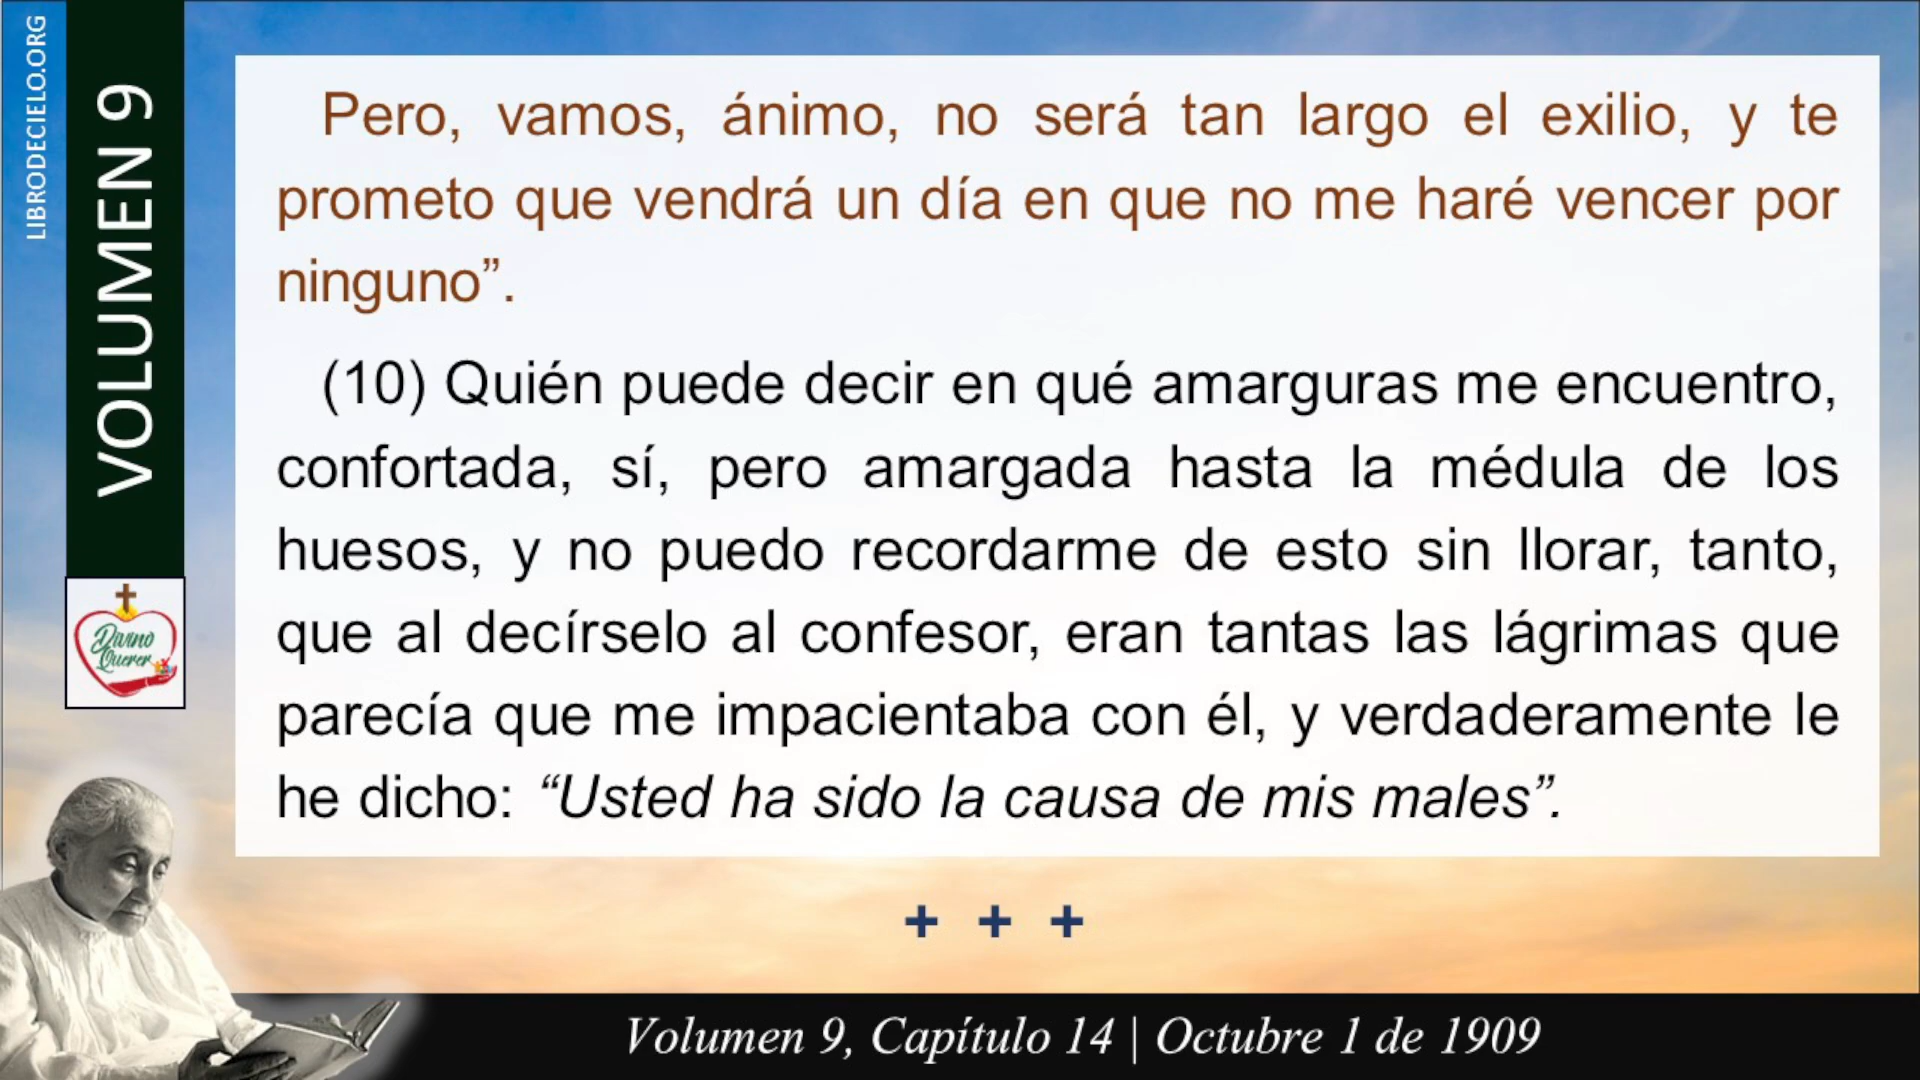 LIBRODECIELO.ORG
VOLUMEN 9
Divino
Querer
Pero, vamos, ánimo, no será tan largo el exilio, y te
prometo que vendrá un día en que no me haré vencer por
ninguno”.
(10) Quién puede decir en qué amarguras me encuentro,
confortada, sí, pero amargada hasta la médula de los
huesos, y no puedo recordarme de esto sin llorar, tanto,
que al decírselo al confesor, eran tantas las lágrimas que
parecía que me impacientaba con él, y verdaderamente le
he dicho: “Usted ha sido la causa de mis males”.
+ + +
Volumen 9, Capítulo 14 | Octubre 1 de 1909